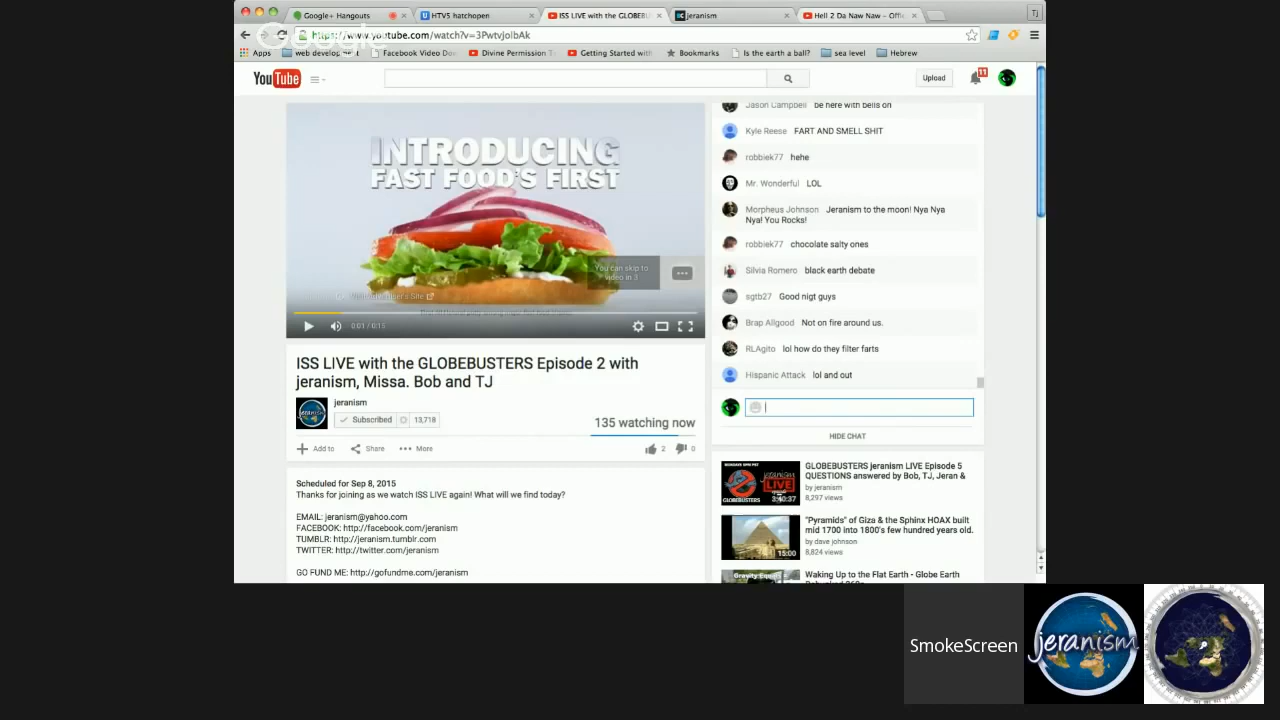 Google+ Hangouts
HTV5 hatchopen
ISS LIVE with the GLOBEBU
jeranism
Hell 2 Da Naw Naw - Offic
Tj
Google
www.youtube.com/watch?v=3PwtvjoibAk
Apps
web development
Facebook Video Dow
Divine Permission T
Getting Started with
Bookmarks
Is the earth a ball?
sea level
Hebrew
YouTube
Upload
11
INTRODUCING
FAST FOOD'S FIRST
You can skip to
video in 3
0:01 / 0:15
ISS LIVE with the GLOBEBUSTERS Episode 2 with
jeranism, Missa. Bob and TJ
jeranism
Subscribed
13,718
135 watching now
Add to
Share
More
2
0
Scheduled for Sep 8, 2015
Thanks for joining as we watch ISS LIVE again! What will we find today?
EMAIL: jeranism@yahoo.com
FACEBOOK: http://facebook.com/jeranism
TUMBLR: http://jeranism.tumblr.com
TWITTER: http://twitter.com/jeranism
GO FUND ME: http://gofundme.com/jeranism
Jason Campbell be here with bells on
Kyle Reese FART AND SMELL SHIT
robbiek77 hehe
Mr. Wonderful LOL
Morpheus Johnson Jeranism to the moon! Nya Nya
Nya! You Rocks!
robbiek77 chocolate salty ones
Silvia Romero black earth debate
sgtb27 Good nigt guys
Brap Allgood Not on fire around us.
RLAgito lol how do they filter farts
Hispanic Attack lol and out
HIDE CHAT
GLOBEBUSTERS
jeranism
LIVE
3:40:37
GLOBEBUSTERS jeranism LIVE Episode 5
QUESTIONS answered by Bob, TJ, Jeran &
by jeranism
8,297 views
15:00
"Pyramids" of Giza & the Sphinx HOAX built
mid 1700 into 1800's few hundred years old.
by dave johnson
8,824 views
Waking Up to the Flat Earth - Globe Earth
SmokeScreen
jeranism